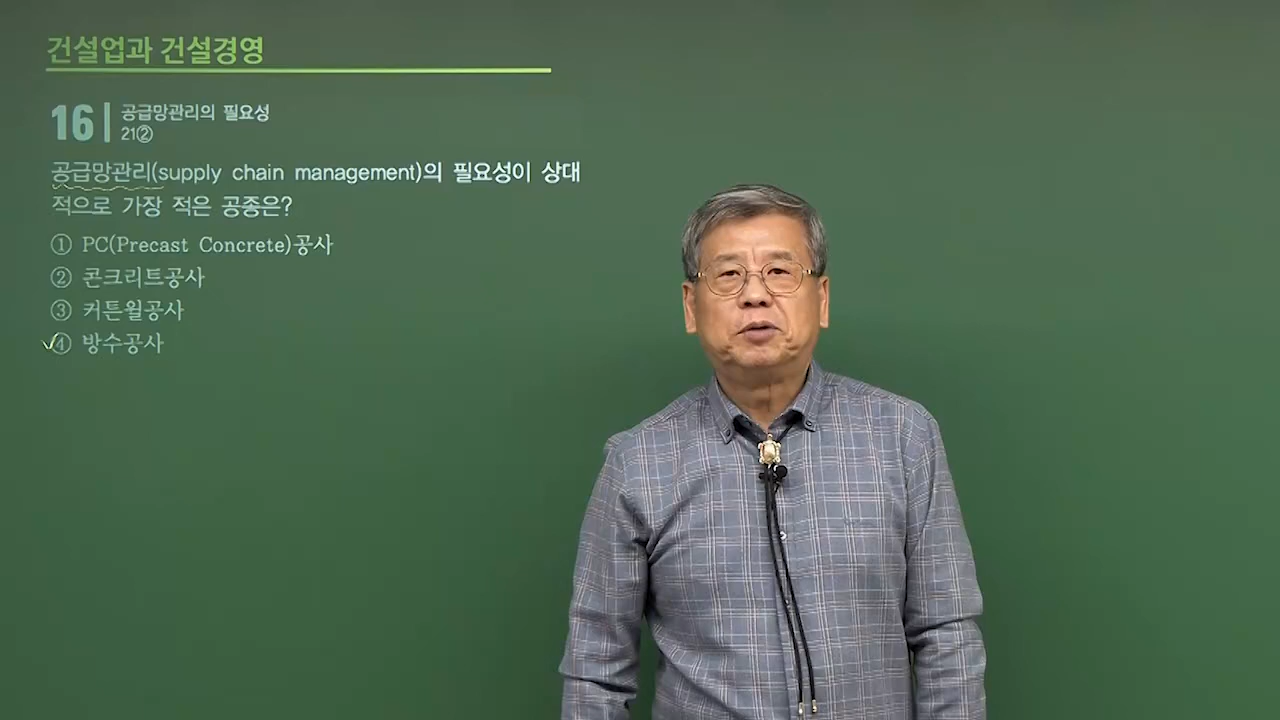 건설업과 건설경영
16 공급망관리의 필요성
21②
공급망관리(supply chain management)의 필요성이 상대
적으로 가장 적은 공종은?
① PC(Precast Concrete)공사
② 콘크리트공사
③ 커튼월공사
④ 방수공사